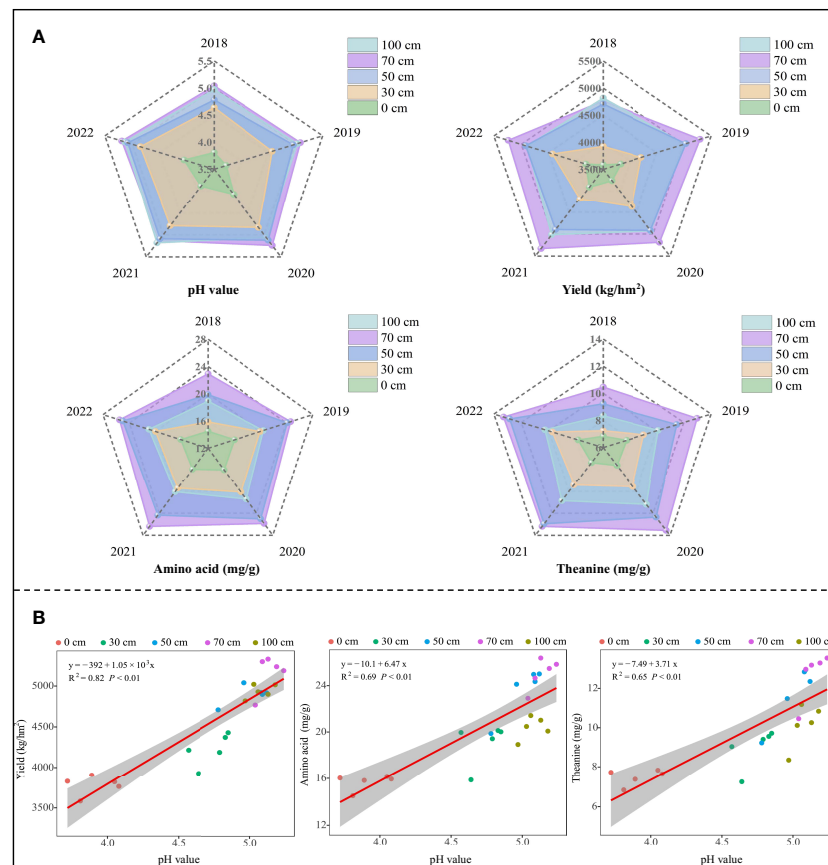 A
2018
5.5
5.0
4.5
4.0
3.5
2019
2020
2021
2022
100 cm
70 cm
50 cm
30 cm
0 cm
pH value
2018
5500
5000
4500
4000
3500
2019
2020
2021
2022
100 cm
70 cm
50 cm
30 cm
0 cm
Yield (kg/hm²)
2018
28
24
20
16
12
2019
2020
2021
2022
100 cm
70 cm
50 cm
30 cm
0 cm
Amino acid (mg/g)
2018
14
12
10
8
6
2019
2020
2021
2022
100 cm
70 cm
50 cm
30 cm
0 cm
Theanine (mg/g)
B
0 cm 30 cm 50 cm 70 cm 100 cm
y = −392 + 1.05 × 10³x
R² = 0.82 P < 0.01
Yield (kg/hm²)
5000
4500
4000
3500
4.0 4.5 5.0
pH value
0 cm 30 cm 50 cm 70 cm 100 cm
y = −10.1 + 6.47 x
R² = 0.69 P < 0.01
Amino acid (mg/g)
24
20
16
12
4.0 4.5 5.0
pH value
0 cm 30 cm 50 cm 70 cm 100 cm
y = −7.49 + 3.71 x
R² = 0.65 P < 0.01
Theanine (mg/g)
12
10
8
6
4.0 4.5 5.0
pH value